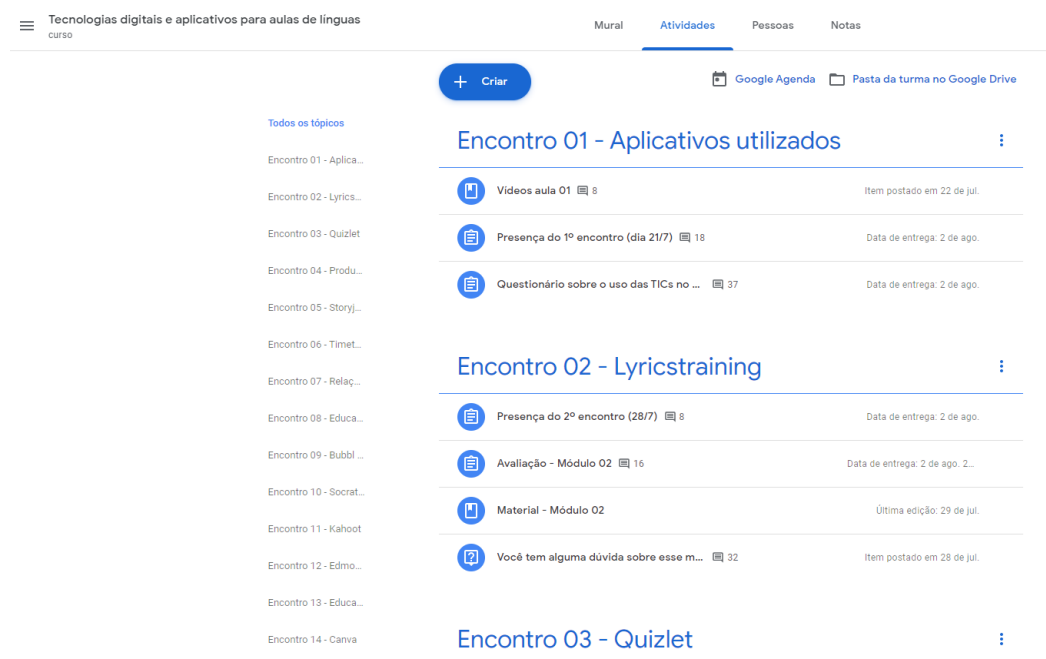 Tecnologias digitais e aplicativos para aulas de línguas
curso
Mural Atividades Pessoas Notas
Criar
Google Agenda Pasta da turma no Google Drive
Todos os tópicos
Encontro 01 - Aplica...
Encontro 02 - Lyrics...
Encontro 03 - Quizlet
Encontro 04 - Produ...
Encontro 05 - Storyj...
Encontro 06 - Timet...
Encontro 07 - Relaç...
Encontro 08 - Educa...
Encontro 09 - Bubbl ...
Encontro 10 - Socrat...
Encontro 11 - Kahoot
Encontro 12 - Edmo...
Encontro 13 - Educa...
Encontro 14 - Canva
Encontro 01 - Aplicativos utilizados
Vídeos aula 01 8 Item postado em 22 de jul.
Presença do 1º encontro (dia 21/7) 18 Data de entrega: 2 de ago.
Questionário sobre o uso das TICs no ... 37 Data de entrega: 2 de ago.
Encontro 02 - Lyricstraining
Presença do 2º encontro (28/7) 8 Data de entrega: 2 de ago.
Avaliação - Módulo 02 16 Data de entrega: 2 de ago. 2...
Material - Módulo 02 Última edição: 29 de jul.
Você tem alguma dúvida sobre esse m... 32 Item postado em 28 de jul.
Encontro 03 - Quizlet